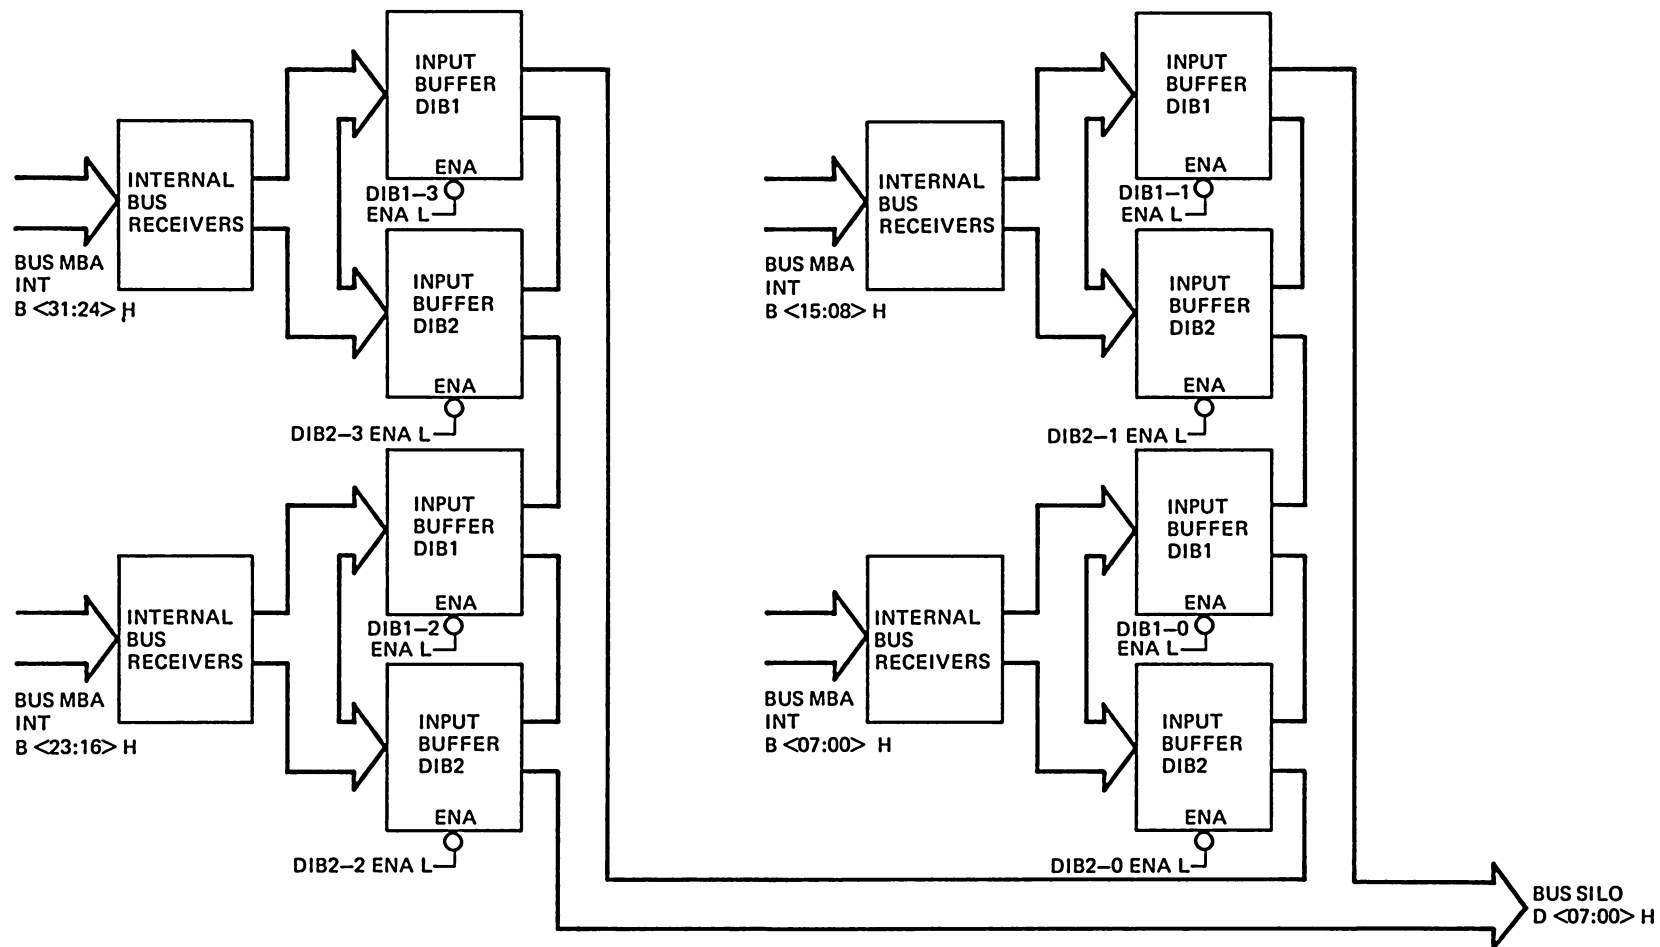 INPUT
BUFFER
DIB1
ENA
DIB1-3
ENA L
INTERNAL
BUS
RECEIVERS
BUS MBA
INT
B <31:24> H
INPUT
BUFFER
DIB2
ENA
DIB2-3 ENA L
INPUT
BUFFER
DIB1
ENA
DIB1-2
ENA L
INTERNAL
BUS
RECEIVERS
BUS MBA
INT
B <23:16> H
INPUT
BUFFER
DIB2
ENA
DIB2-2 ENA L
INPUT
BUFFER
DIB1
ENA
DIB1-1
ENA L
INTERNAL
BUS
RECEIVERS
BUS MBA
INT
B <15:08> H
INPUT
BUFFER
DIB2
ENA
DIB2-1 ENA L
INPUT
BUFFER
DIB1
ENA
DIB1-0
ENA L
INTERNAL
BUS
RECEIVERS
BUS MBA
INT
B <07:00> H
INPUT
BUFFER
DIB2
ENA
DIB2-0 ENA L
BUS SILO
D <07:00> H